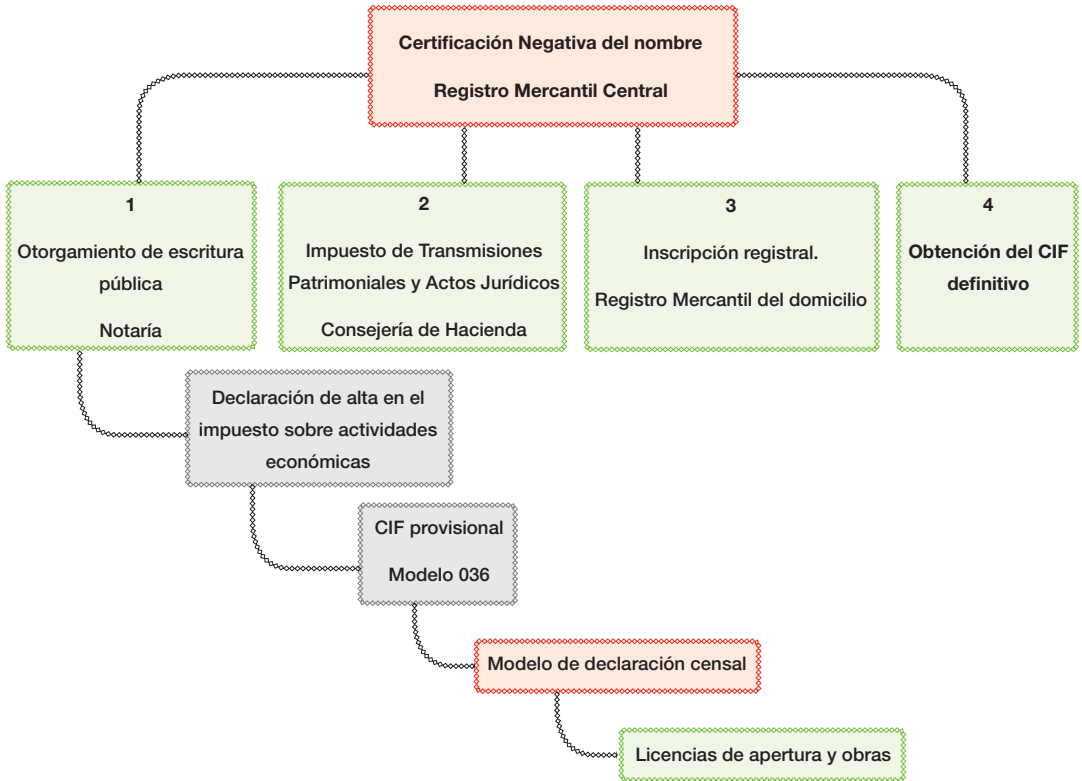 Certificación Negativa del nombre
Registro Mercantil Central
1
Otorgamiento de escritura
pública
Notaría
2
Impuesto de Transmisiones
Patrimoniales y Actos Jurídicos
Consejería de Hacienda
3
Inscripción registral.
Registro Mercantil del domicilio
4
Obtención del CIF
definitivo
Declaración de alta en el
impuesto sobre actividades
económicas
CIF provisional
Modelo 036
Modelo de declaración censal
Licencias de apertura y obras